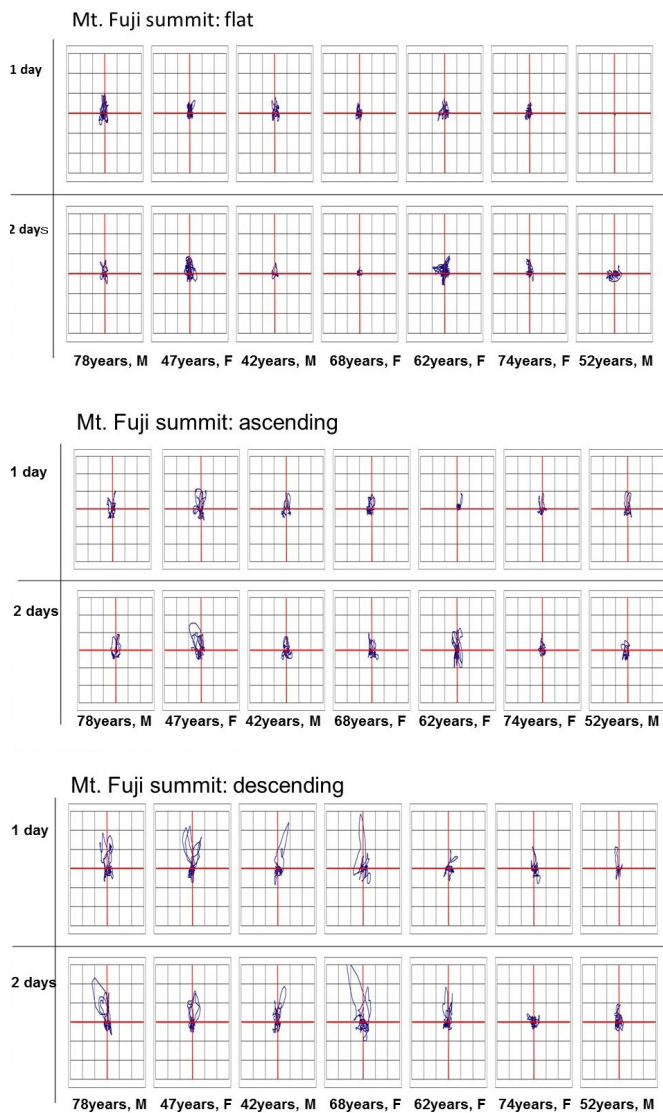 Mt. Fuji summit: flat
1 day
2 days
78years, M 47years, F 42years, M 68years, F 62years, F 74years, F 52years, M
Mt. Fuji summit: ascending
1 day
2 days
78years, M 47years, F 42years, M 68years, F 62years, F 74years, F 52years, M
Mt. Fuji summit: descending
1 day
2 days
78years, M 47years, F 42years, M 68years, F 62years, F 74years, F 52years, M